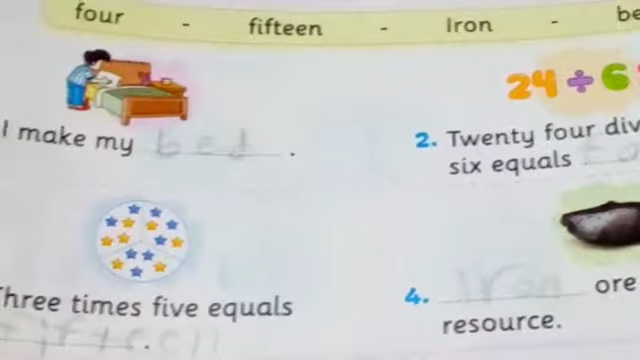 four - fifteen - Iron - be
24 ÷ 6
I make my bed.
2. Twenty four div
six equals
Three times five equals
fifteen.
4. Iron ore
resource.